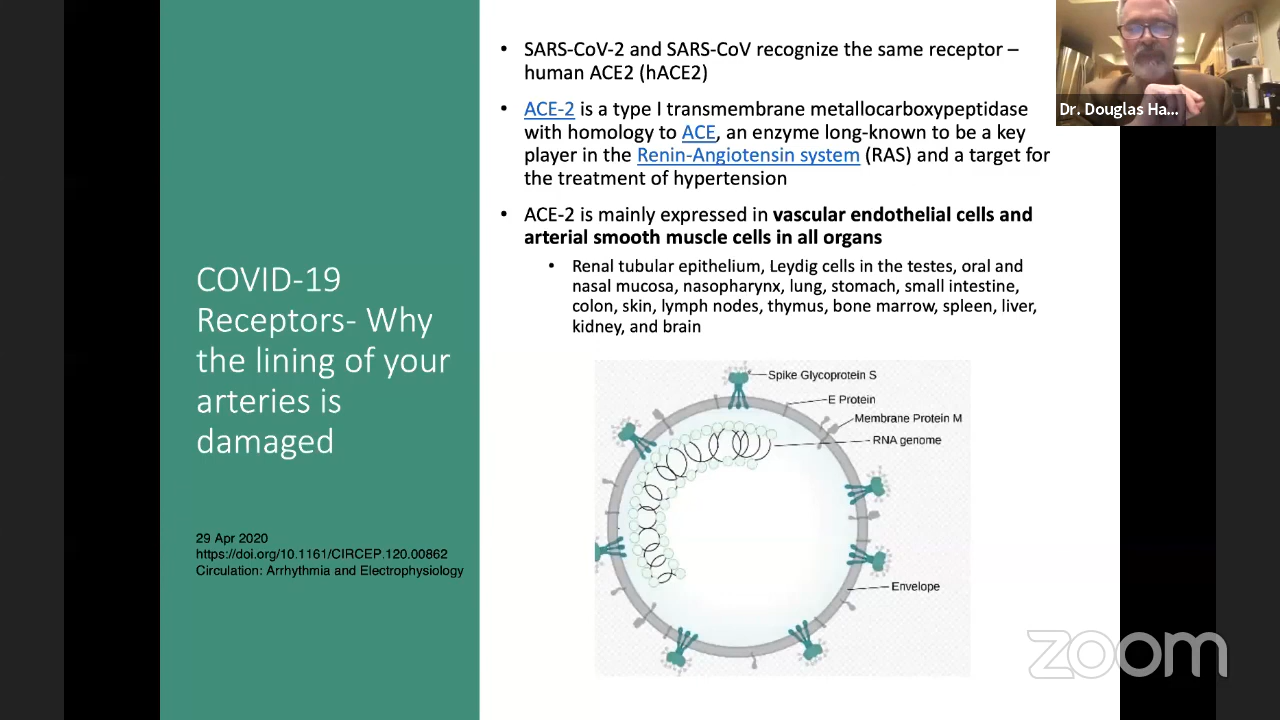 COVID-19
Receptors- Why
the lining of your
arteries is
damaged
29 Apr 2020
https://doi.org/10.1161/CIRCEP.120.00862
Circulation: Arrhythmia and Electrophysiology
• SARS-CoV-2 and SARS-CoV recognize the same receptor –
human ACE2 (hACE2)
• ACE-2 is a type I transmembrane metallocarboxypeptidase
with homology to ACE, an enzyme long-known to be a key
player in the Renin-Angiotensin system (RAS) and a target for
the treatment of hypertension
• ACE-2 is mainly expressed in vascular endothelial cells and
arterial smooth muscle cells in all organs
• Renal tubular epithelium, Leydig cells in the testes, oral and
nasal mucosa, nasopharynx, lung, stomach, small intestine,
colon, skin, lymph nodes, thymus, bone marrow, spleen, liver,
kidney, and brain
Spike Glycoprotein S
E Protein
Membrane Protein M
RNA genome
Envelope
Dr. Douglas Ha...
zoom